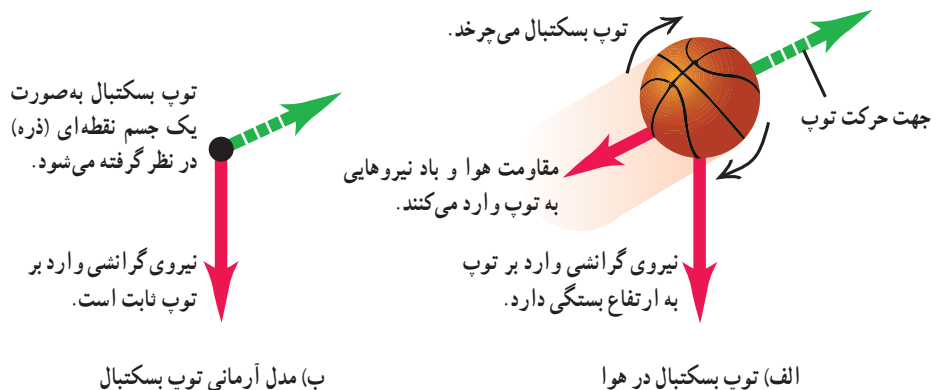 توپ بسکتبال می‌چرخد.
جهت حرکت توپ
مقاومت هوا و باد نیروهایی
به توپ وارد می‌کنند.
نیروی گرانشی وارد بر توپ
به ارتفاع بستگی دارد.
الف) توپ بسکتبال در هوا
توپ بسکتبال به‌صورت
یک جسم نقطه‌ای (ذره)
در نظر گرفته می‌شود.
نیروی گرانشی وارد بر
توپ ثابت است.
ب) مدل آرمانی توپ بسکتبال